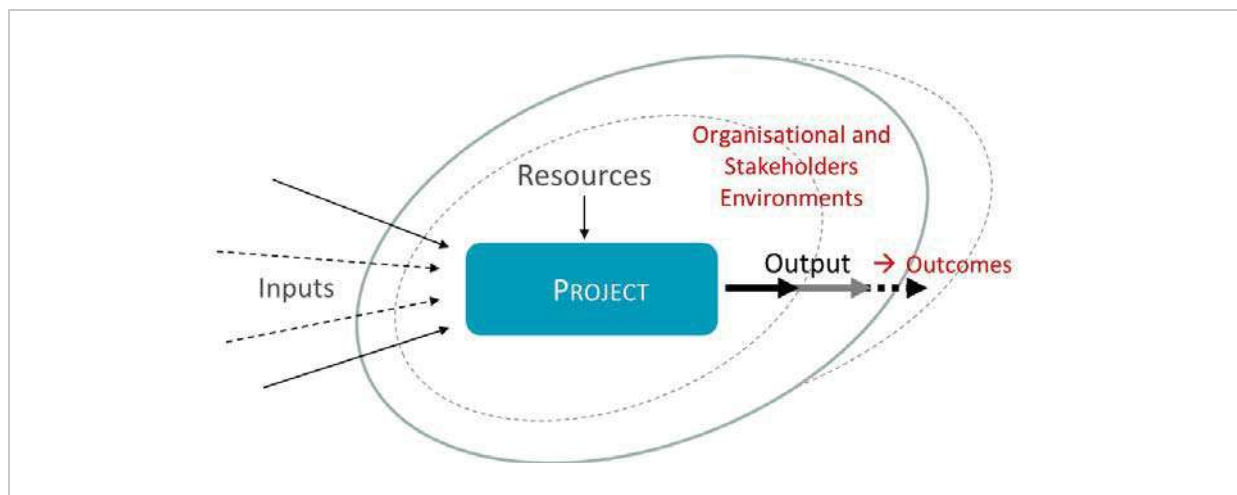 Organisational and
Stakeholders
Environments
Resources
Inputs
PROJECT
Output
→ Outcomes